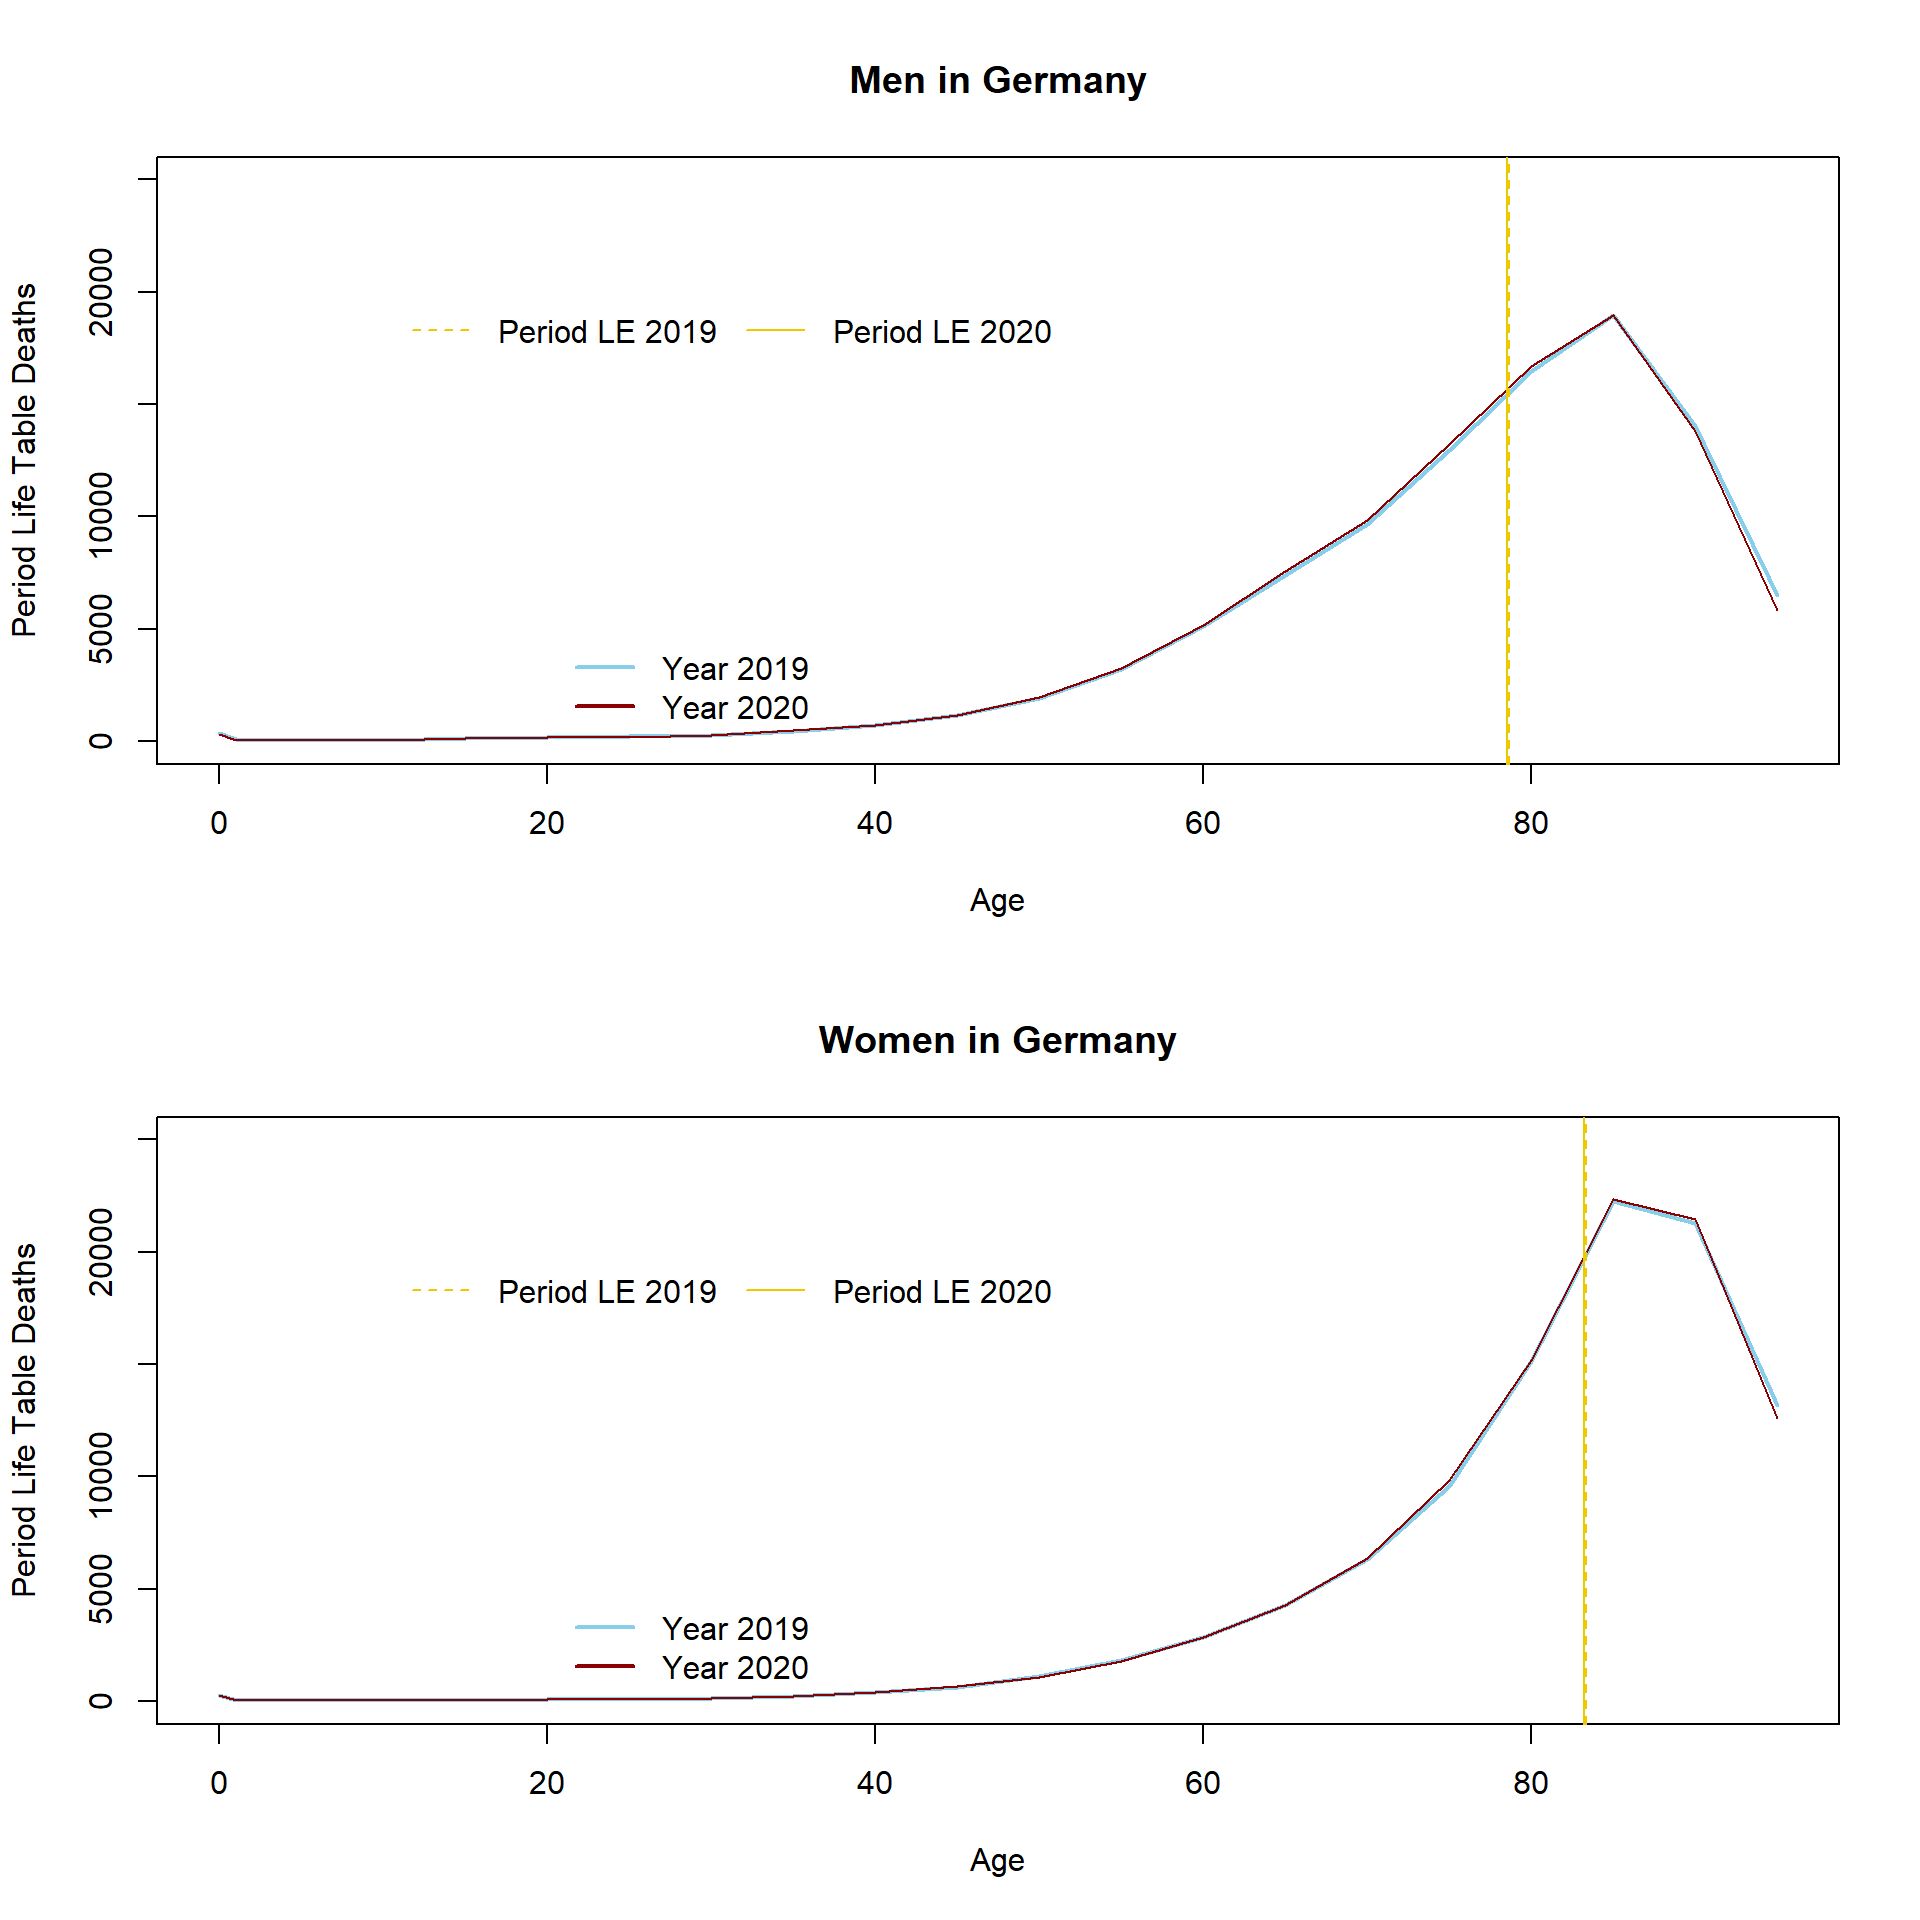 Men in Germany
Period Life Table Deaths
20000
10000
5000
0
Period LE 2019 Period LE 2020
Year 2019
Year 2020
0 20 40 60 80
Age
Women in Germany
Period Life Table Deaths
20000
10000
5000
0
Period LE 2019 Period LE 2020
Year 2019
Year 2020
0 20 40 60 80
Age